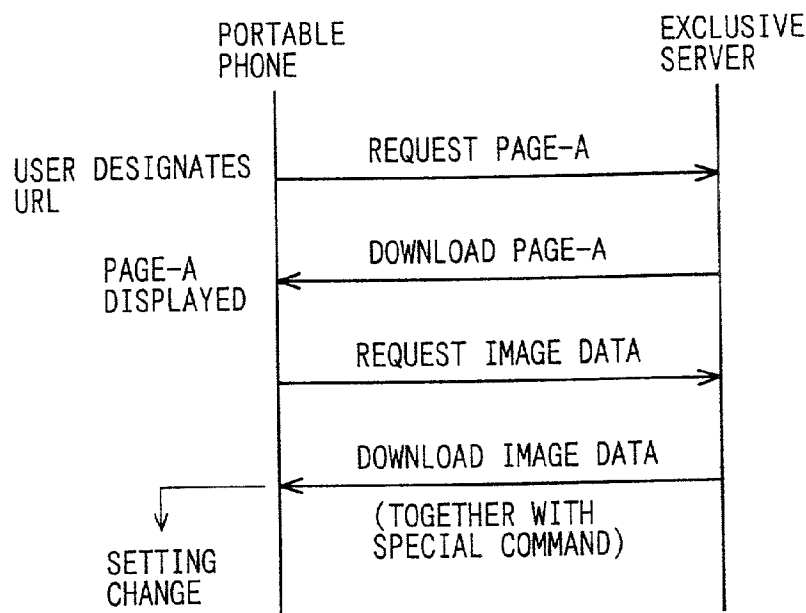 PORTABLE
PHONE
EXCLUSIVE
SERVER
USER DESIGNATES
URL
REQUEST PAGE-A
DOWNLOAD PAGE-A
PAGE-A
DISPLAYED
REQUEST IMAGE DATA
DOWNLOAD IMAGE DATA
(TOGETHER WITH
SPECIAL COMMAND)
SETTING
CHANGE